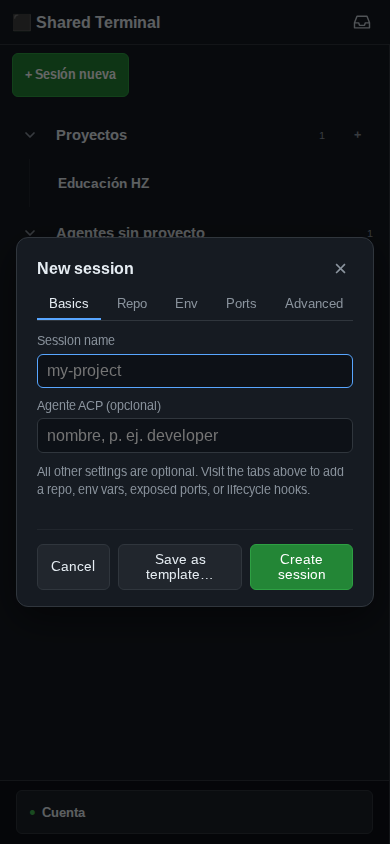 Shared Terminal
+ Sesión nueva
Proyectos 1 +
Educación HZ
Agentes sin proyecto 1
New session ×
Basics Repo Env Ports Advanced
Session name
my-project
Agente ACP (opcional)
nombre, p. ej. developer
All other settings are optional. Visit the tabs above to add
a repo, env vars, exposed ports, or lifecycle hooks.
Cancel
Save as
template…
Create
session
Cuenta